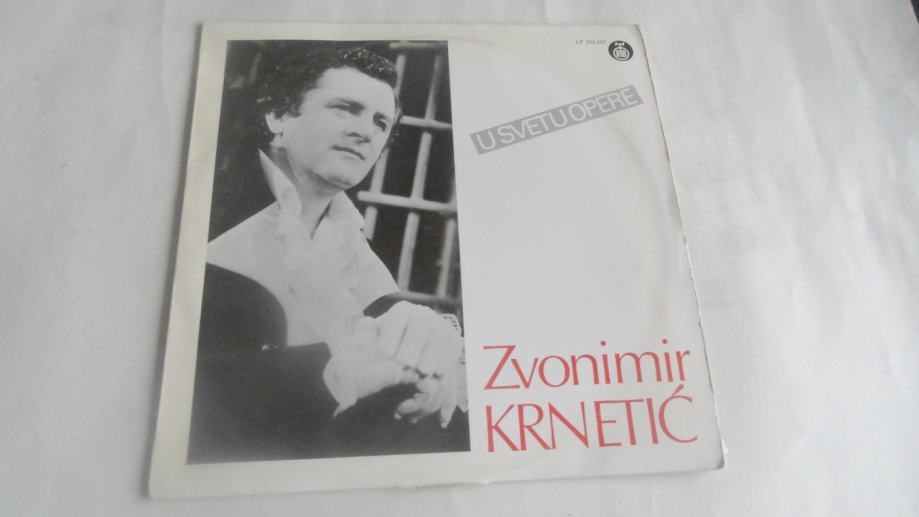 U SVETU OPERE
Zvonimir
KRNETIĆ